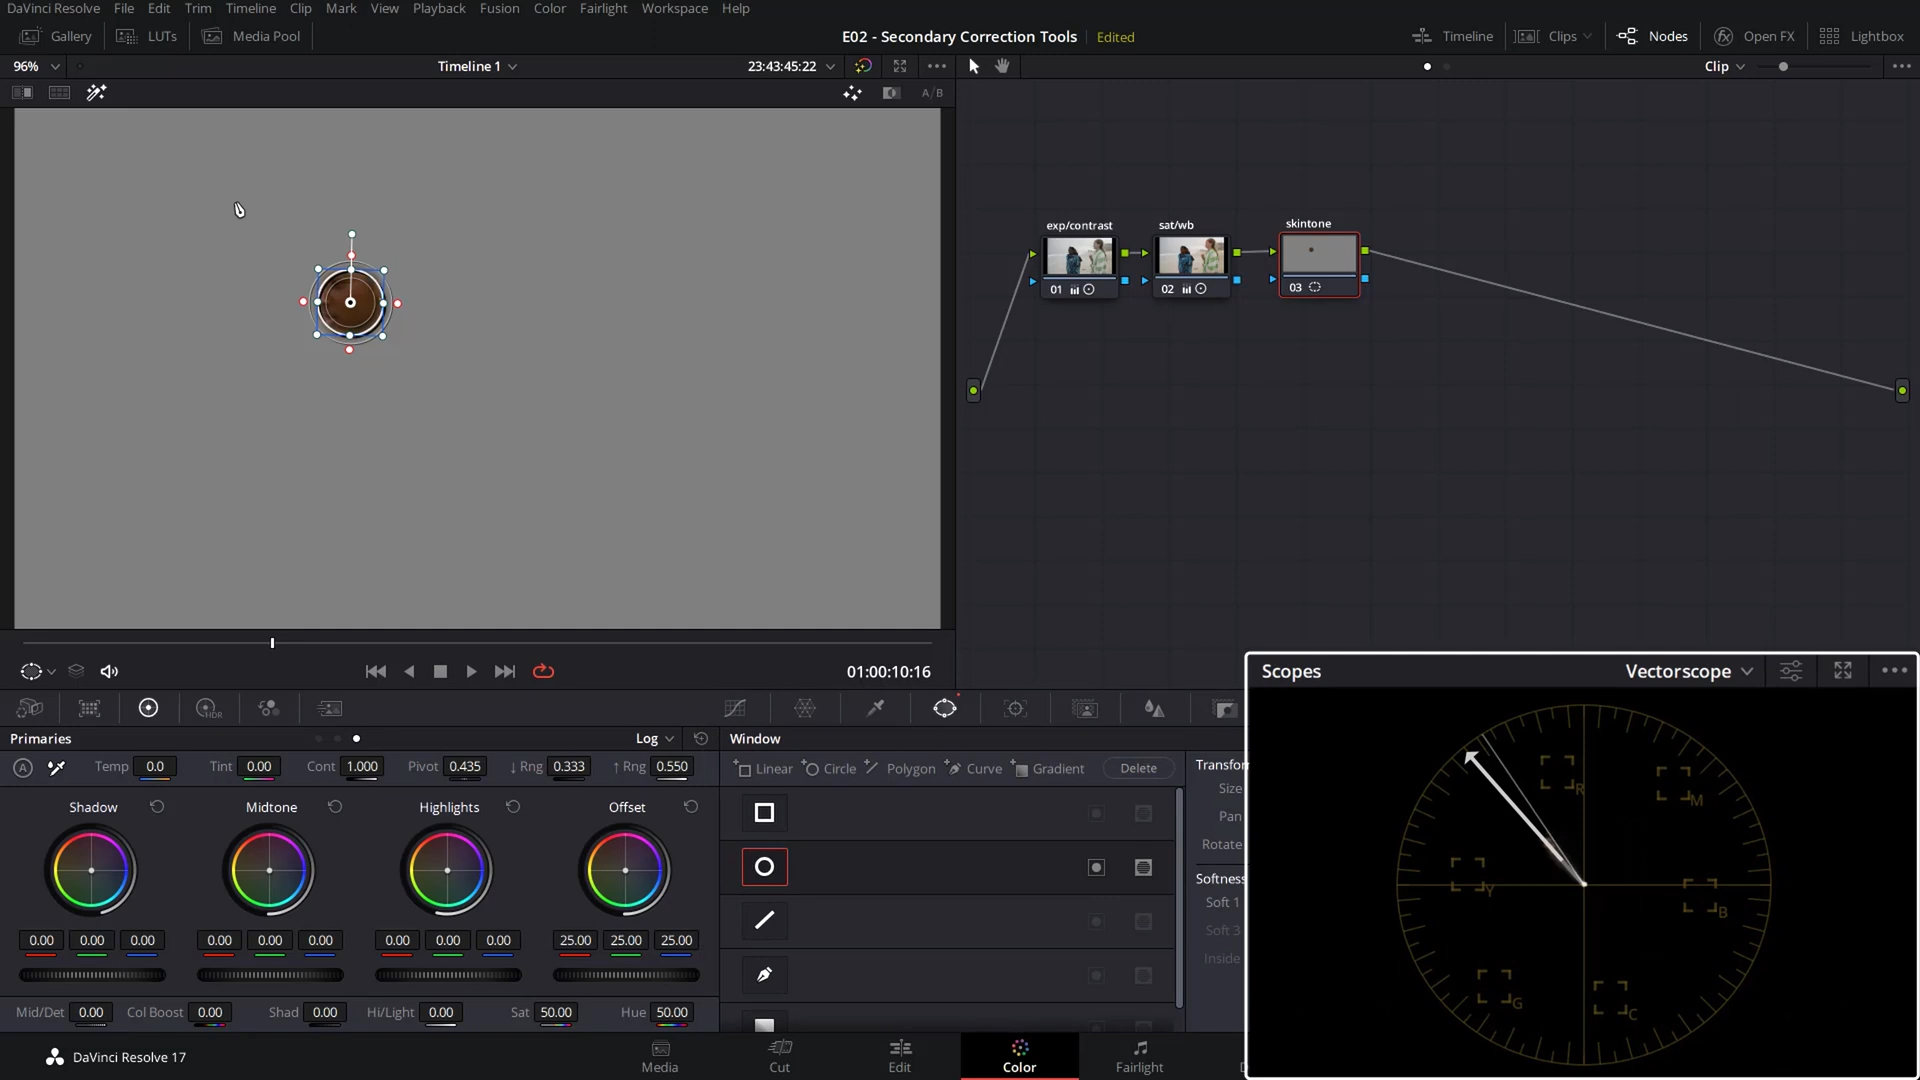 DaVinci Resolve File Edit Trim Timeline Clip Mark View Playback Fusion Color Fairlight Workspace Help
Gallery LUTs Media Pool E02 - Secondary Correction Tools Edited Timeline Clips Nodes Open FX Lightbox
96% Timeline 1 23:43:45:22 Clip
A/B
exp/contrast sat/wb skintone
01 02 03
01:00:10:16
Scopes Vectorscope
HDR
Primaries Log Window
A Temp 0.0 Tint 0.00 Cont 1.000 Pivot 0.435 ↓ Rng 0.333 ↑ Rng 0.550
Linear Circle Polygon Curve Gradient Delete Transfor
Size
Pan
Rotate
Softness
Soft 1
Soft 3
Inside
Shadow Midtone Highlights Offset
0.00 0.00 0.00 0.00 0.00 0.00 0.00 0.00 0.00 25.00 25.00 25.00
Mid/Det 0.00 Col Boost 0.00 Shad 0.00 Hi/Light 0.00 Sat 50.00 Hue 50.00
R
M
Y
B
G
C
DaVinci Resolve 17 Media Cut Edit Color Fairlight